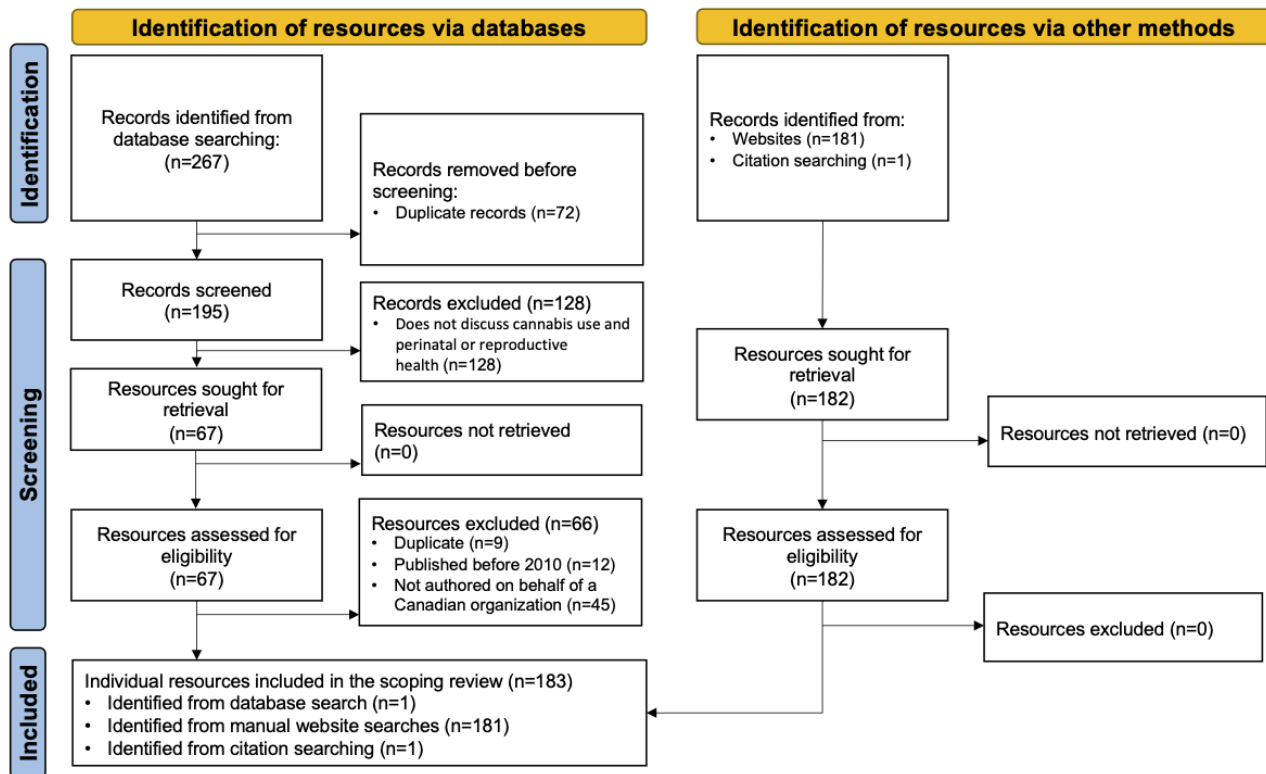 Identification of resources via databases
Identification of resources via other methods
Identification
Records identified from
database searching:
(n=267)
Records removed before
screening:
• Duplicate records (n=72)
Records identified from:
• Websites (n=181)
• Citation searching (n=1)
Screening
Records screened
(n=195)
Records excluded (n=128)
• Does not discuss cannabis use and
perinatal or reproductive
health (n=128)
Resources sought for
retrieval
(n=67)
Resources not retrieved
(n=0)
Resources sought for
retrieval
(n=182)
Resources not retrieved (n=0)
Resources assessed for
eligibility
(n=67)
Resources excluded (n=66)
• Duplicate (n=9)
• Published before 2010 (n=12)
• Not authored on behalf of a
Canadian organization (n=45)
Resources assessed for
eligibility
(n=182)
Resources excluded (n=0)
Included
Individual resources included in the scoping review (n=183)
• Identified from database search (n=1)
• Identified from manual website searches (n=181)
• Identified from citation searching (n=1)